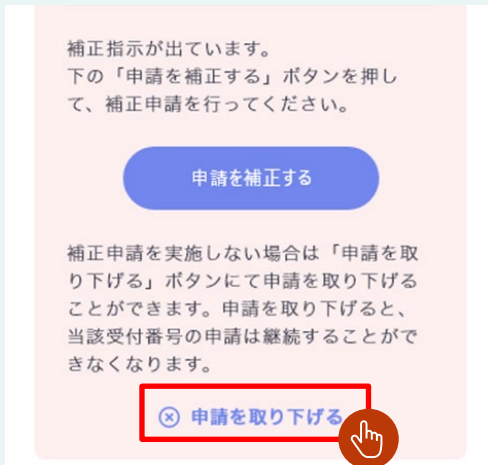 補正指示が出ています。
下の「申請を補正する」ボタンを押し
て、補正申請を行ってください。
申請を補正する
補正申請を実施しない場合は「申請を取
り下げる」ボタンにて申請を取り下げる
ことができます。申請を取り下げると、
当該受付番号の申請は継続することがで
きなくなります。
申請を取り下げる